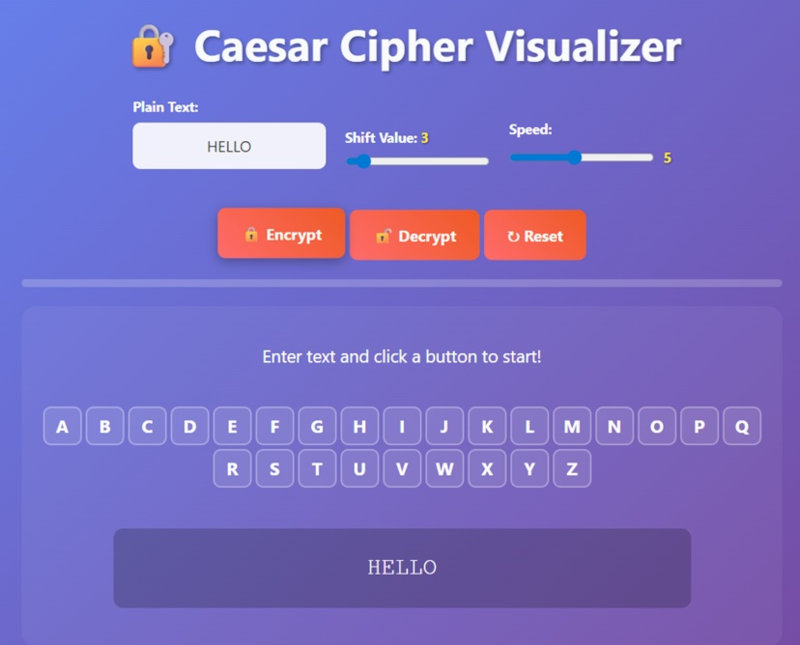 Caesar Cipher Visualizer
Plain Text:
HELLO
Shift Value: 3
Speed:
5
Encrypt
Decrypt
↻ Reset
Enter text and click a button to start!
A B C D E F G H I J K L M N O P Q
R S T U V W X Y Z
HELLO